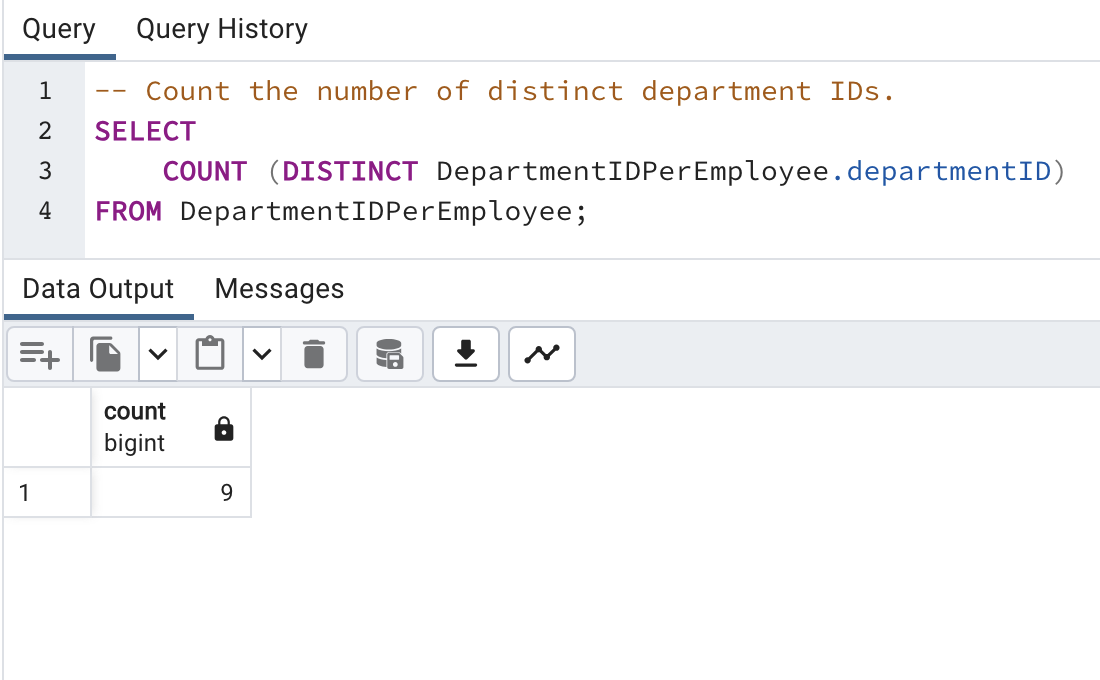 Query Query History
1 -- Count the number of distinct department IDs.
2 SELECT
3 COUNT (DISTINCT DepartmentIDPerEmployee.departmentID)
4 FROM DepartmentIDPerEmployee;
Data Output Messages
count
bigint
1 9